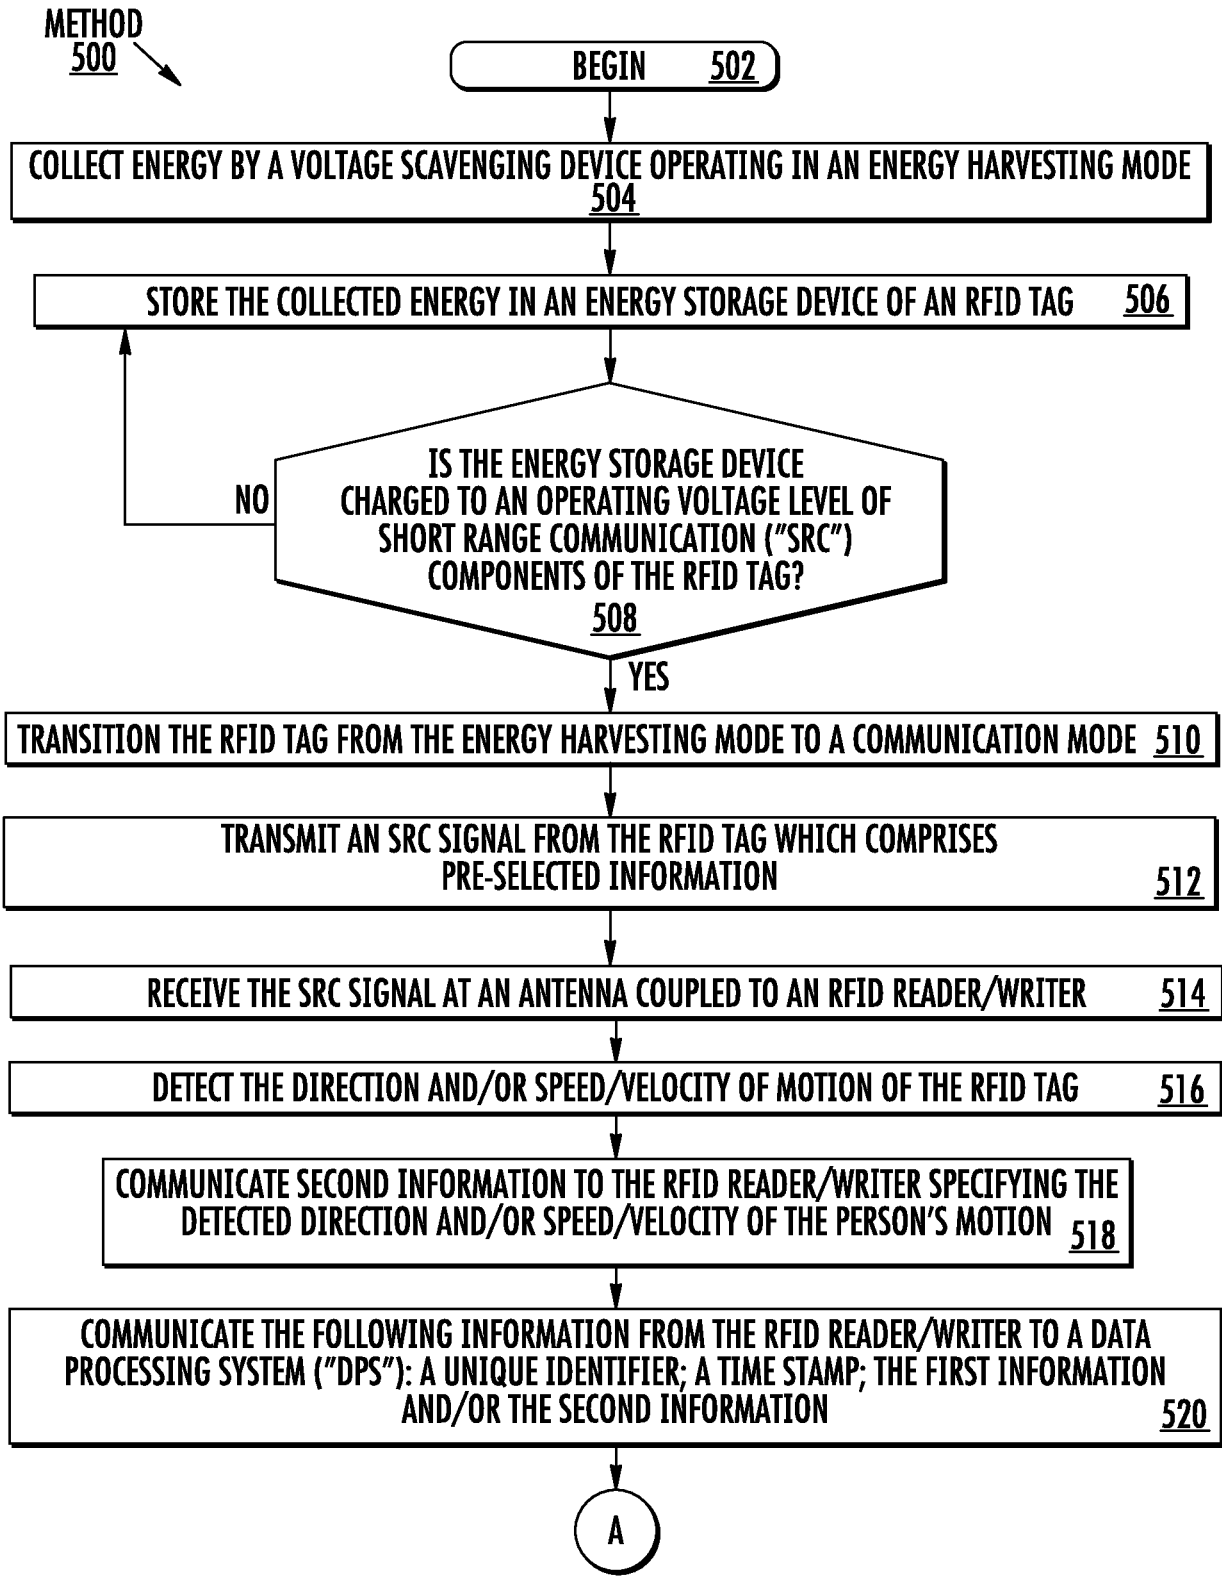 METHOD
500
BEGIN 502
COLLECT ENERGY BY A VOLTAGE SCAVENGING DEVICE OPERATING IN AN ENERGY HARVESTING MODE
504
STORE THE COLLECTED ENERGY IN AN ENERGY STORAGE DEVICE OF AN RFID TAG 506
IS THE ENERGY STORAGE DEVICE
CHARGED TO AN OPERATING VOLTAGE LEVEL OF
SHORT RANGE COMMUNICATION ("SRC")
COMPONENTS OF THE RFID TAG?
508
NO
YES
TRANSITION THE RFID TAG FROM THE ENERGY HARVESTING MODE TO A COMMUNICATION MODE 510
TRANSMIT AN SRC SIGNAL FROM THE RFID TAG WHICH COMPRISES
PRE-SELECTED INFORMATION 512
RECEIVE THE SRC SIGNAL AT AN ANTENNA COUPLED TO AN RFID READER/WRITER 514
DETECT THE DIRECTION AND/OR SPEED/VELOCITY OF MOTION OF THE RFID TAG 516
COMMUNICATE SECOND INFORMATION TO THE RFID READER/WRITER SPECIFYING THE
DETECTED DIRECTION AND/OR SPEED/VELOCITY OF THE PERSON'S MOTION 518
COMMUNICATE THE FOLLOWING INFORMATION FROM THE RFID READER/WRITER TO A DATA
PROCESSING SYSTEM ("DPS"): A UNIQUE IDENTIFIER; A TIME STAMP; THE FIRST INFORMATION
AND/OR THE SECOND INFORMATION 520
A